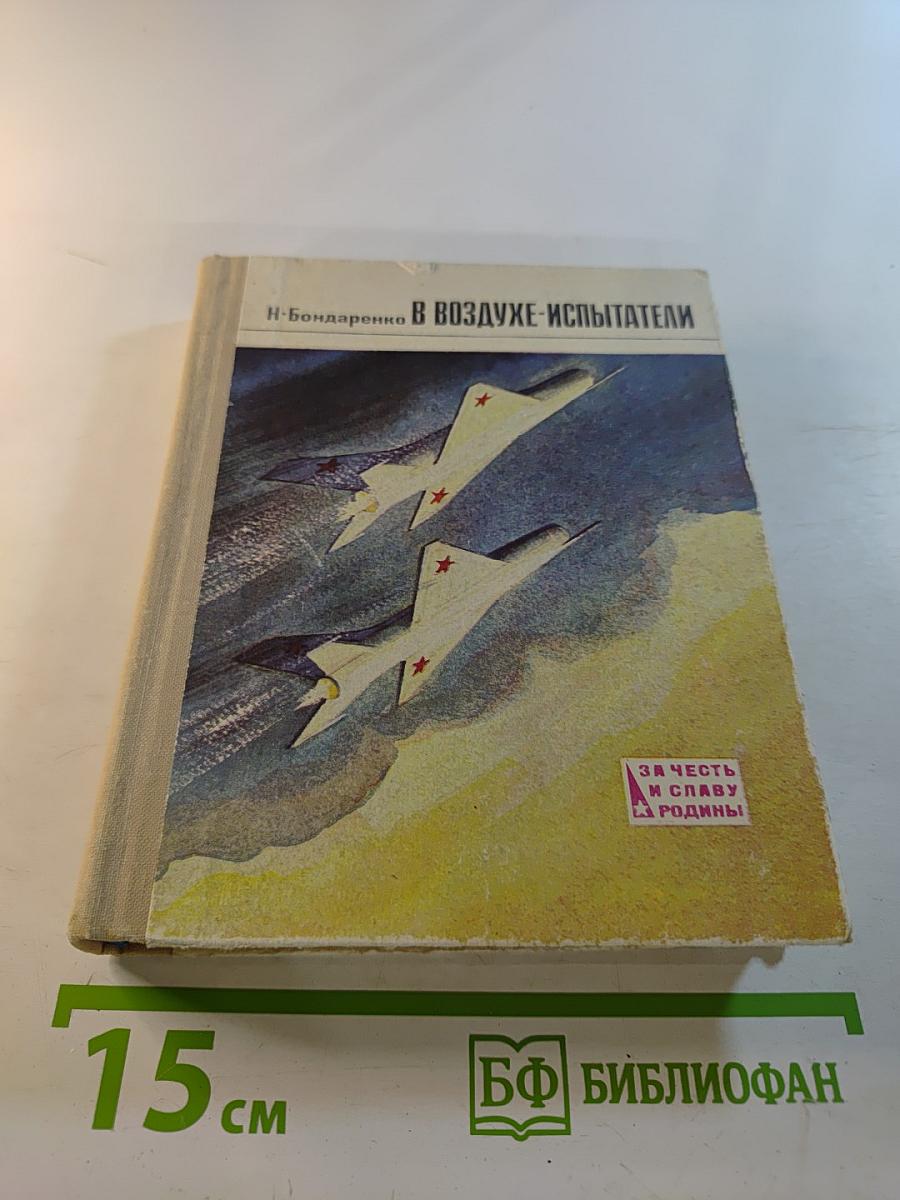 Н·Бондаренко В ВОЗДУХЕ-ИСПЫТАТЕЛИ
ЗА ЧЕСТЬ
И СЛАВУ
РОДИНЫ
15 см
БФ БИБЛИОФАН